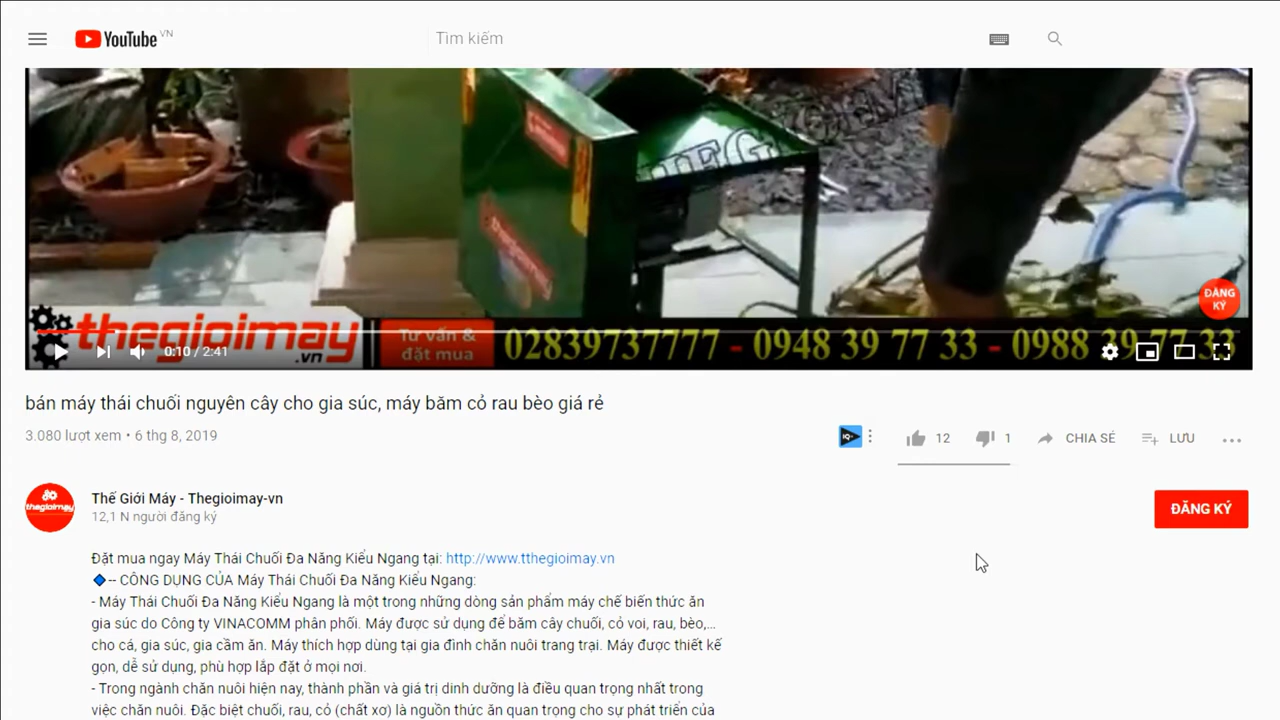 YouTube VN
Tìm kiếm
ĐĂNG
KÝ
thegioimay
.vn
Tư vấn &
đặt mua
02839737777 - 0948 39 77 33 - 0988 39 77 33
0:10 / 2:41
bán máy thái chuối nguyên cây cho gia súc, máy băm cỏ rau bèo giá rẻ
3.080 lượt xem • 6 thg 8, 2019
12
1
CHIA SẺ
LƯU
Thế Giới Máy - Thegioimay-vn
12,1 N người đăng ký
ĐĂNG KÝ
Đặt mua ngay Máy Thái Chuối Đa Năng Kiểu Ngang tại: http://www.tthegioimay.vn
🔷-- CÔNG DỤNG CỦA Máy Thái Chuối Đa Năng Kiểu Ngang:
- Máy Thái Chuối Đa Năng Kiểu Ngang là một trong những dòng sản phẩm máy chế biến thức ăn
gia súc do Công ty VINACOMM phân phối. Máy được sử dụng để băm cây chuối, cỏ voi, rau, bèo,...
cho cá, gia súc, gia cầm ăn. Máy thích hợp dùng tại gia đình chăn nuôi trang trại. Máy được thiết kế
gọn, dễ sử dụng, phù hợp lắp đặt ở mọi nơi.
- Trong ngành chăn nuôi hiện nay, thành phần và giá trị dinh dưỡng là điều quan trọng nhất trong
việc chăn nuôi. Đặc biệt chuối, rau, cỏ (chất xơ) là nguồn thức ăn quan trọng cho sự phát triển của